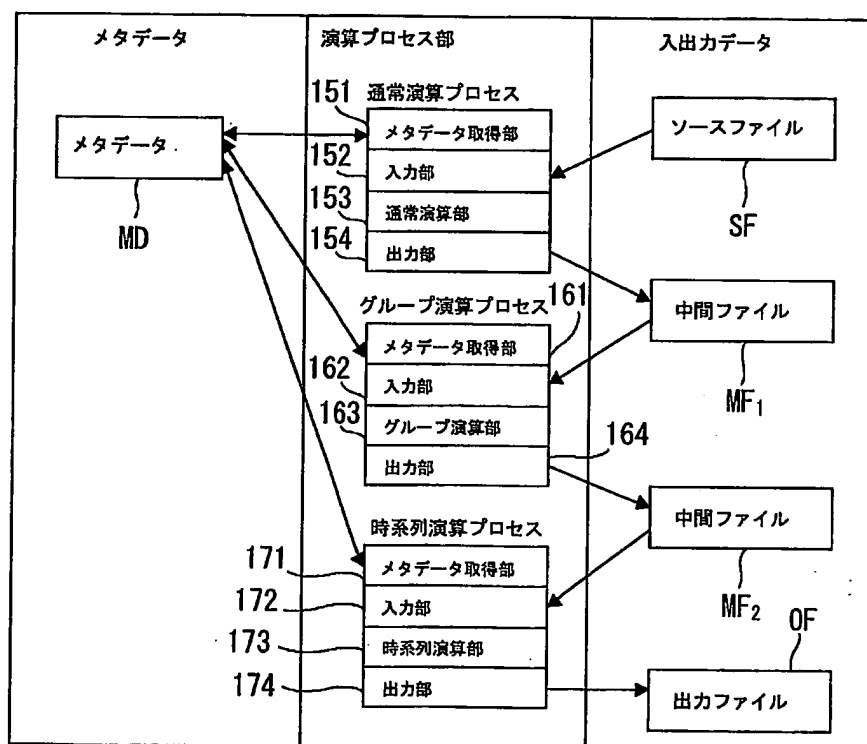 メタデータ
演算プロセス部
入出力データ
メタデータ
MD
通常演算プロセス
151
メタデータ取得部
152
入力部
153
通常演算部
154
出力部
グループ演算プロセス
161
メタデータ取得部
162
入力部
163
グループ演算部
164
出力部
時系列演算プロセス
171
メタデータ取得部
172
入力部
173
時系列演算部
174
出力部
ソースファイル
SF
中間ファイル
MF₁
中間ファイル
MF₂
OF
出力ファイル